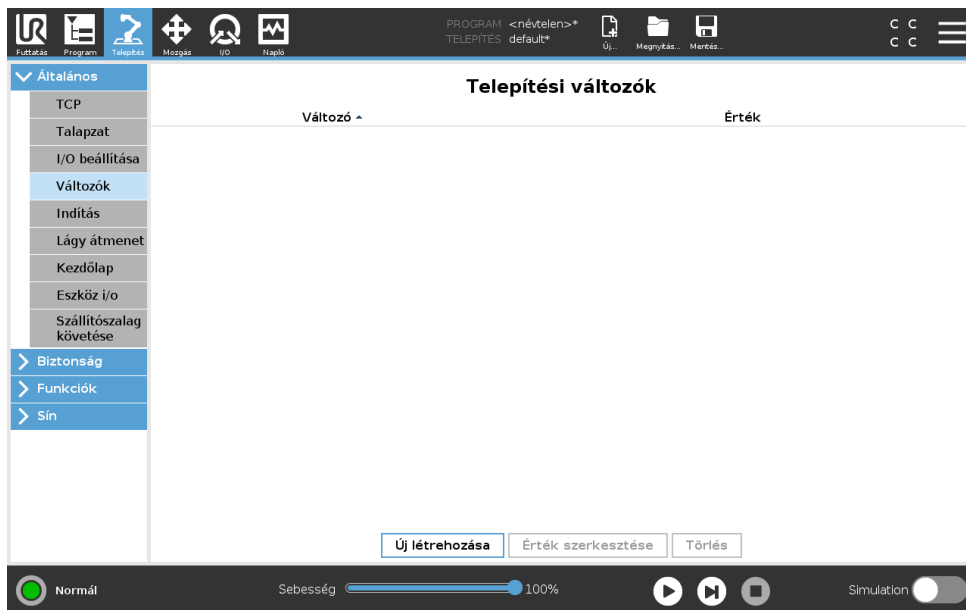 PROGRAM <névtelen>*
TELEPÍTÉS default*
Futtatás Program Telepítés Mozgás I/O Napló Új... Megnyitás... Mentés...
C C
C C
Általános
TCP
Talapzat
I/O beállítása
Változók
Indítás
Lágy átmenet
Kezdőlap
Eszköz i/o
Szállítószalag
követése
Biztonság
Funkciók
Sín
Telepítési változók
Változó Érték
Új létrehozása Érték szerkesztése Törlés
Normál Sebesség 100% Simulation